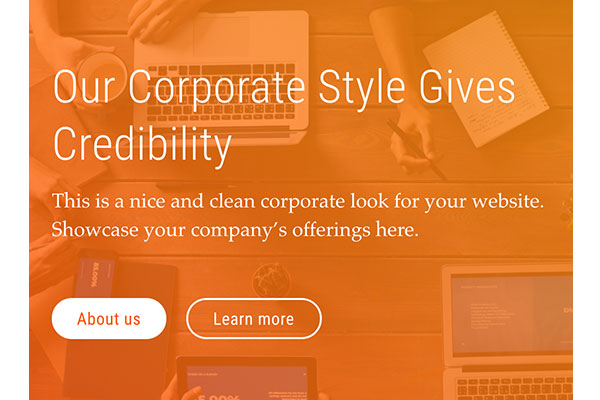 Our Corporate Style Gives
Credibility
This is a nice and clean corporate look for your website.
Showcase your company's offerings here.
About us
Learn more